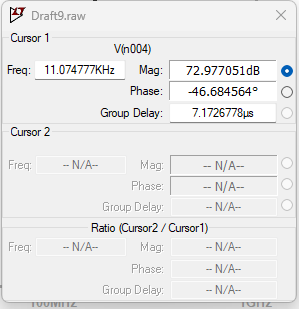 Draft9.raw
Cursor 1
V(n004)
Freq: 11.074777KHz Mag: 72.977051dB
Phase: -46.684564°
Group Delay: 7.1726778µs
Cursor 2
Freq: -- N/A-- Mag: -- N/A--
Phase: -- N/A--
Group Delay: -- N/A--
Ratio (Cursor2 / Cursor1)
Freq: -- N/A-- Mag: -- N/A--
Phase: -- N/A--
Group Delay: -- N/A--
100MHz 1GHz